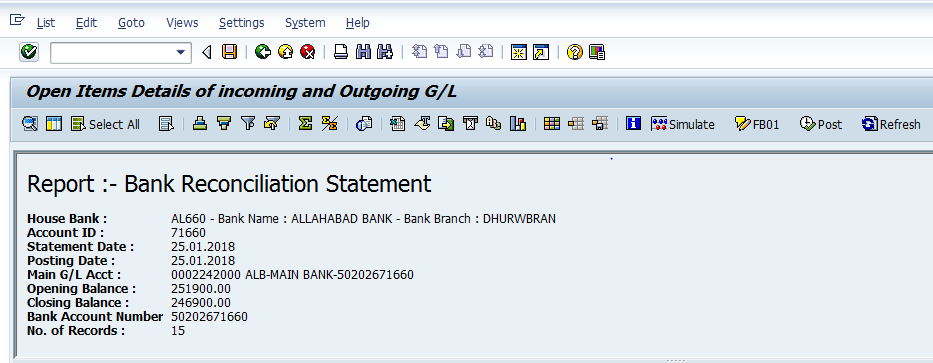 List Edit Goto Views Settings System Help
Open Items Details of incoming and Outgoing G/L
Select All Simulate FB01 Post Refresh
Report :- Bank Reconciliation Statement
House Bank : AL660 - Bank Name : ALLAHABAD BANK - Bank Branch : DHURWBRAN
Account ID : 71660
Statement Date : 25.01.2018
Posting Date : 25.01.2018
Main G/L Acct : 0002242000 ALB-MAIN BANK-50202671660
Opening Balance : 251900.00
Closing Balance : 246900.00
Bank Account Number 50202671660
No. of Records : 15